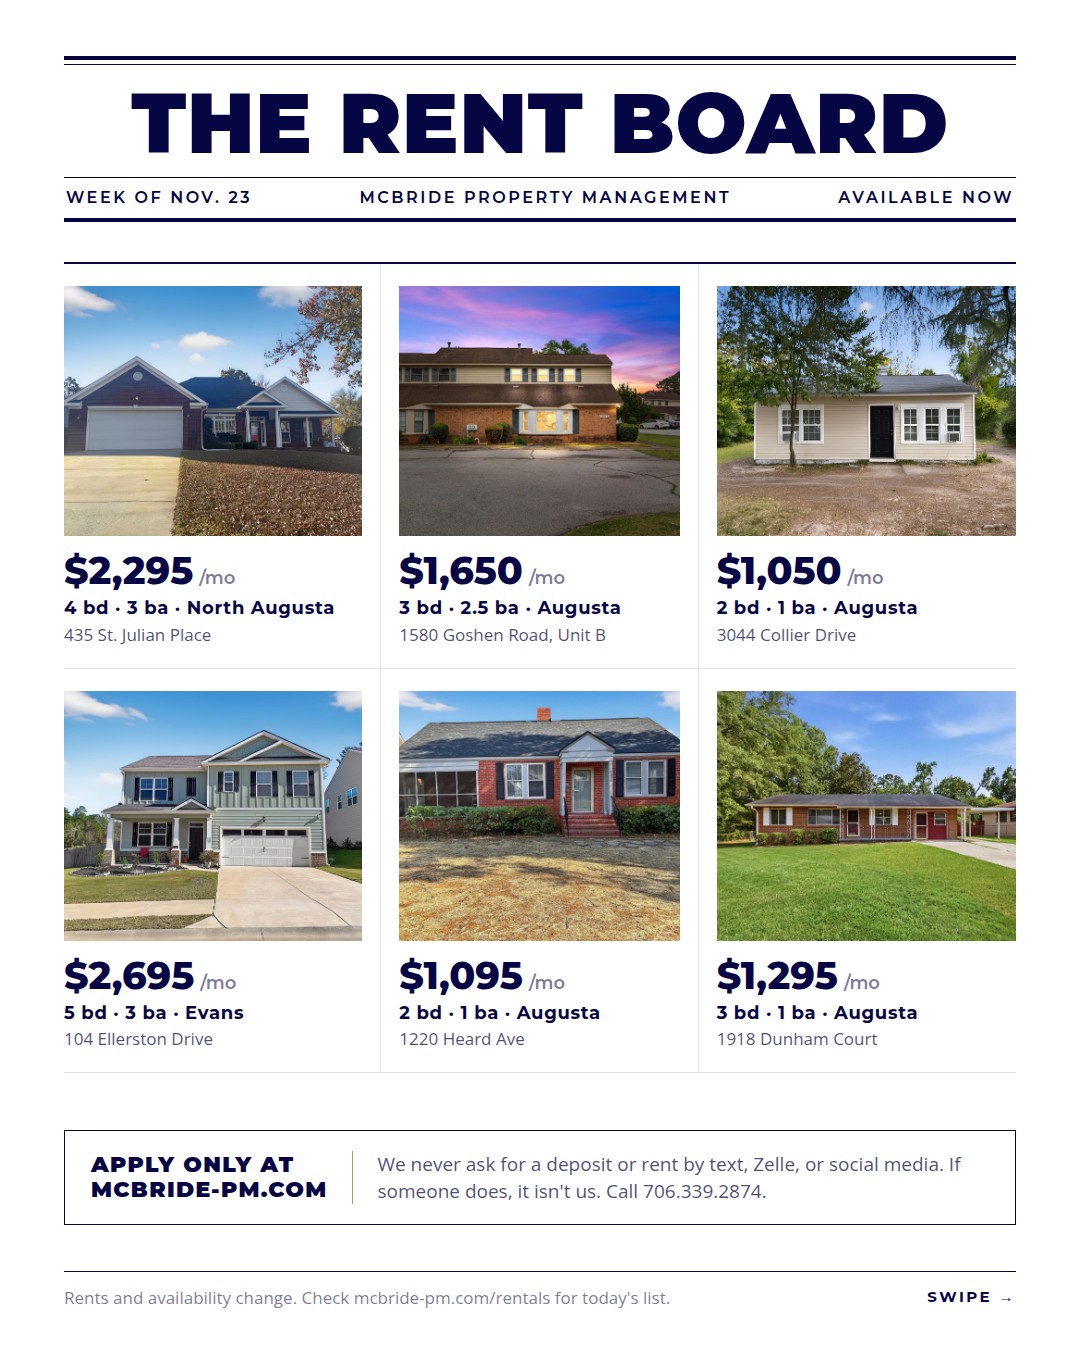 THE RENT BOARD
WEEK OF NOV. 23
MCBRIDE PROPERTY MANAGEMENT
AVAILABLE NOW
$2,295 /mo
4 bd · 3 ba · North Augusta
435 St. Julian Place
$1,650 /mo
3 bd · 2.5 ba · Augusta
1580 Goshen Road, Unit B
$1,050 /mo
2 bd · 1 ba · Augusta
3044 Collier Drive
$2,695 /mo
5 bd · 3 ba · Evans
104 Ellerston Drive
$1,095 /mo
2 bd · 1 ba · Augusta
1220 Heard Ave
$1,295 /mo
3 bd · 1 ba · Augusta
1918 Dunham Court
APPLY ONLY AT
MCBRIDE-PM.COM
We never ask for a deposit or rent by text, Zelle, or social media. If
someone does, it isn't us. Call 706.339.2874.
Rents and availability change. Check mcbride-pm.com/rentals for today's list.
SWIPE →